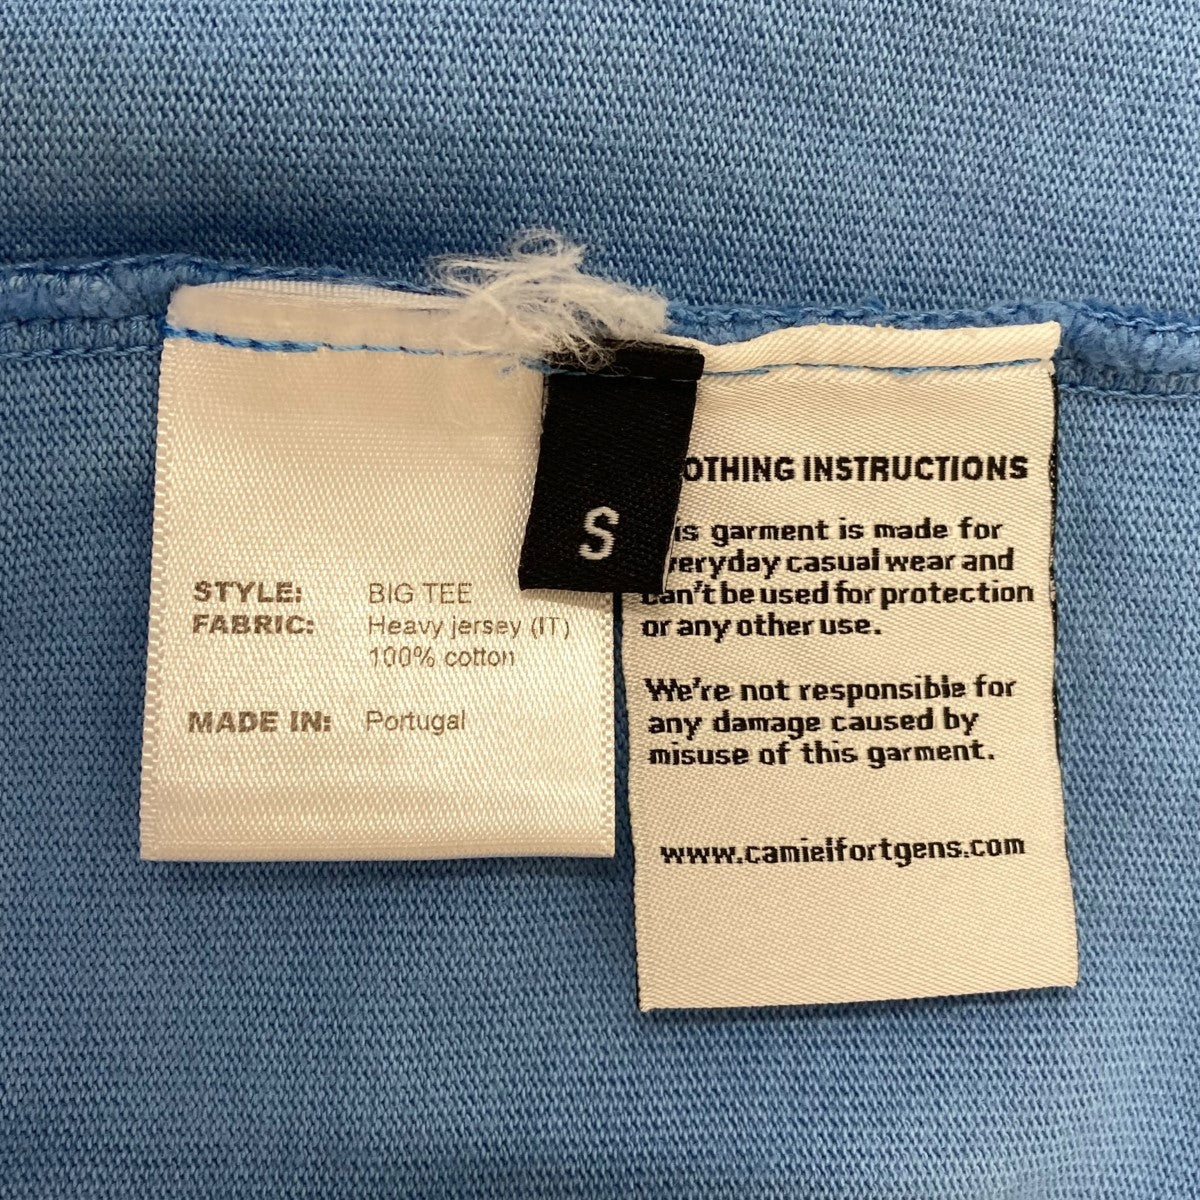 STYLE: BIG TEE
FABRIC: Heavy jersey (IT)
100% cotton
MADE IN: Portugal
S
OTHING INSTRUCTIONS
is garment is made for
veryday casual wear and
can't be used for protection
or any other use.
We're not responsible for
any damage caused by
misuse of this garment.
www.camielfortgens.com